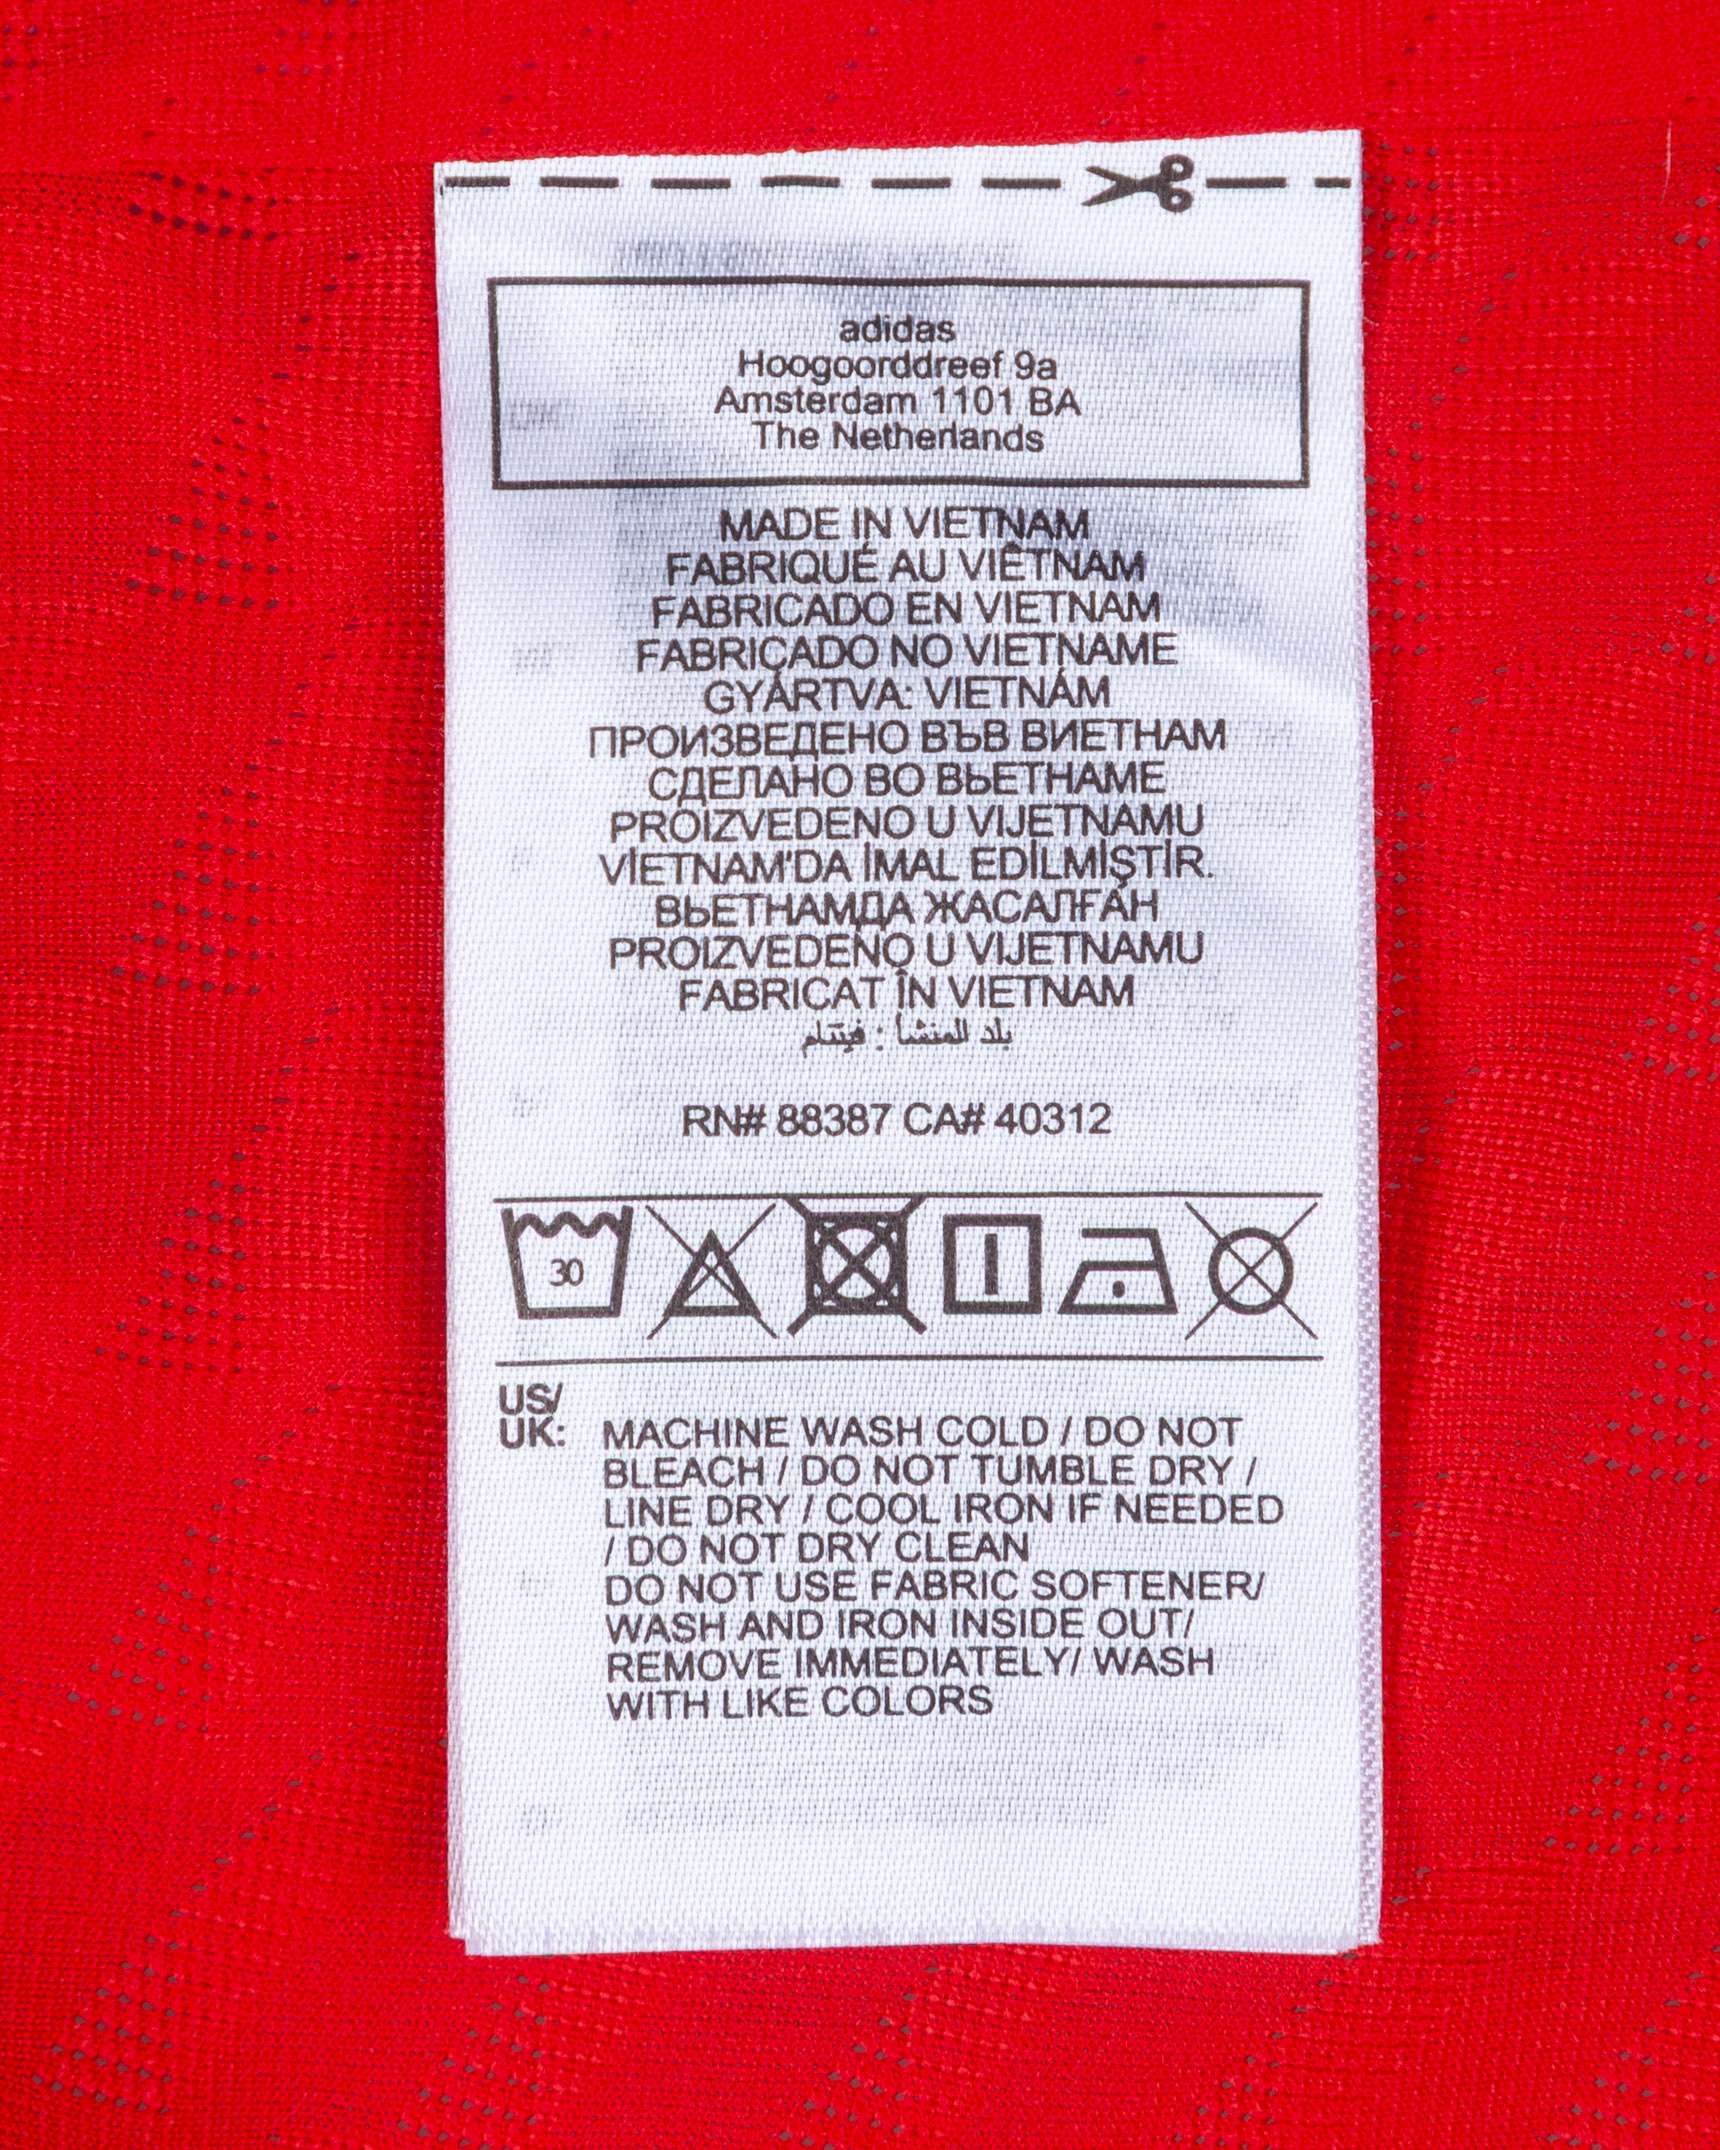 adidas
Hoogoorddreef 9a
Amsterdam 1101 BA
The Netherlands
MADE IN VIETNAM
FABRIQUÉ AU VIÊTNAM
FABRICADO EN VIETNAM
FABRICADO NO VIETNAME
GYÁRTVA: VIETNÁM
ПРОИЗВЕДЕНО ВЪВ ВИЕТНАМ
СДЕЛАНО ВО ВЬЕТНАМЕ
PROIZVEDENO U VIJETNAMU
VİETNAM'DA İMAL EDİLMİŞTİR.
ВЬЕТНАМДА ЖАСАЛҒАН
PROIZVEDENO U VIJETNAMU
FABRICAT ÎN VIETNAM
بلد المنشأ : فيتنام
RN# 88387 CA# 40312
30
US/
UK: MACHINE WASH COLD / DO NOT
BLEACH / DO NOT TUMBLE DRY /
LINE DRY / COOL IRON IF NEEDED
/ DO NOT DRY CLEAN
DO NOT USE FABRIC SOFTENER/
WASH AND IRON INSIDE OUT/
REMOVE IMMEDIATELY/ WASH
WITH LIKE COLORS